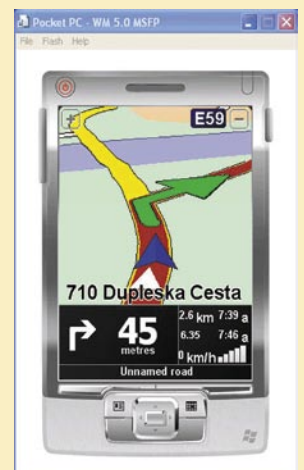 Pocket PC - WM 5.0 MSFP
File Flash Help
+ E59 -
710 Dupleska Cesta
45
metres
2.6 km 7:39 a
6.35 7:46 a
0 km/h
Unnamed road